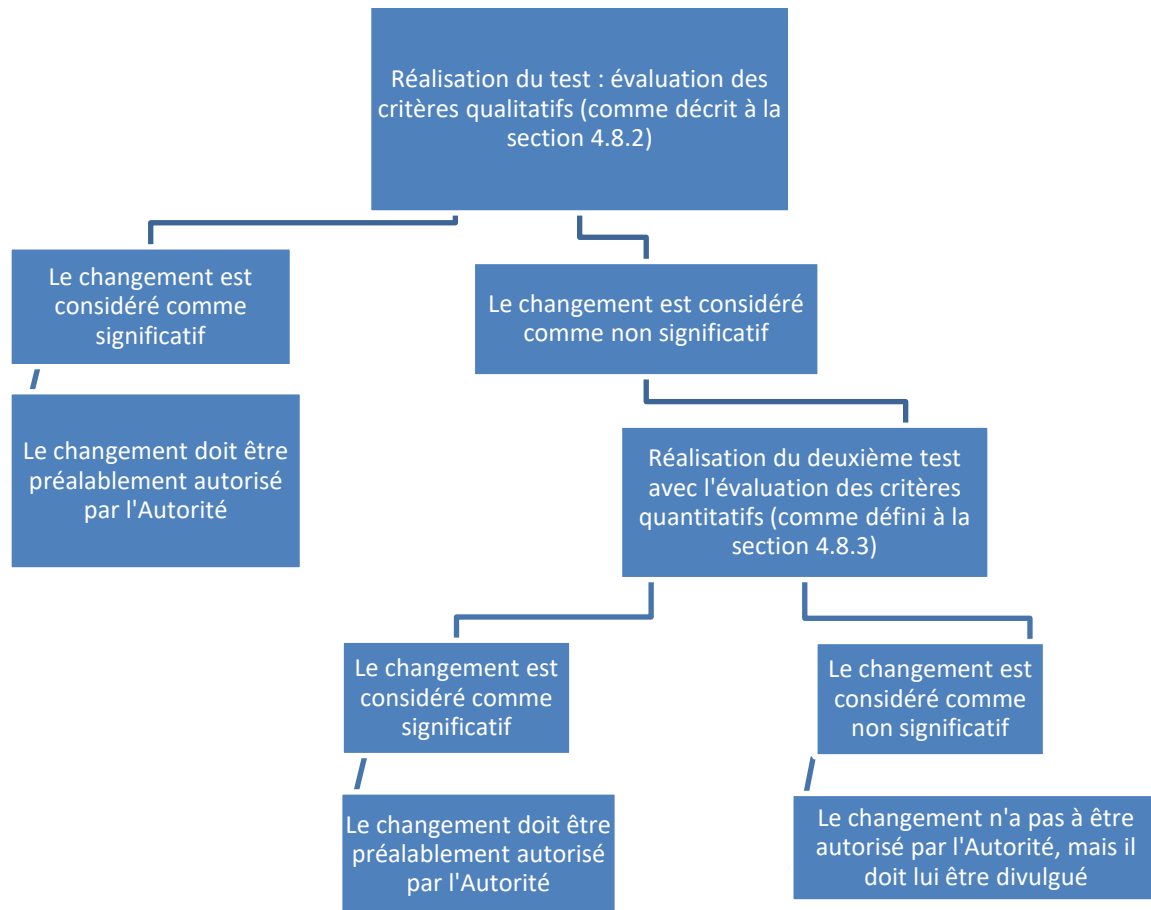 Réalisation du test : évaluation des
critères qualitatifs (comme décrit à la
section 4.8.2)
Le changement est
considéré comme
significatif
Le changement est considéré
comme non significatif
Le changement doit être
préalablement autorisé
par l'Autorité
Réalisation du deuxième test
avec l'évaluation des critères
quantitatifs (comme défini à la
section 4.8.3)
Le changement est
considéré comme
significatif
Le changement est
considéré comme
non significatif
Le changement doit être
préalablement autorisé
par l'Autorité
Le changement n'a pas à être
autorisé par l'Autorité, mais il
doit lui être divulgué